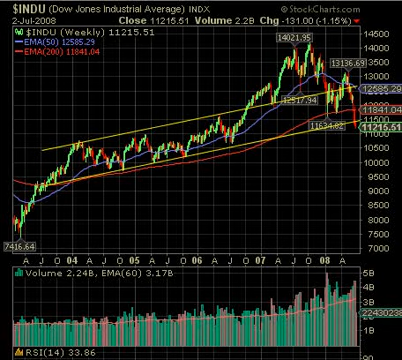 $INDU (Dow Jones Industrial Average) INDX © StockCharts.com
2-Jul-2008 Close 11215.51 Volume 2.2B Chg -131.00 (-1.15%)
$INDU (Weekly) 11215.51
EMA(50) 12585.29
EMA(200) 11841.04
14021.95
14500
14000
13136.69
13500
13000
12585.29
12517.94
12000
11841.04
11634.82
11500
11215.51
10500
10000
9500
9000
8500
8000
7416.64
7500
7000
A J O 04 A J O 05 A J O 06 A J O 07 A J O 08 A
Volume 2.24B, EMA(60) 3.17B
5B
4B
3B
22430238
1B
RSI(14) 33.86